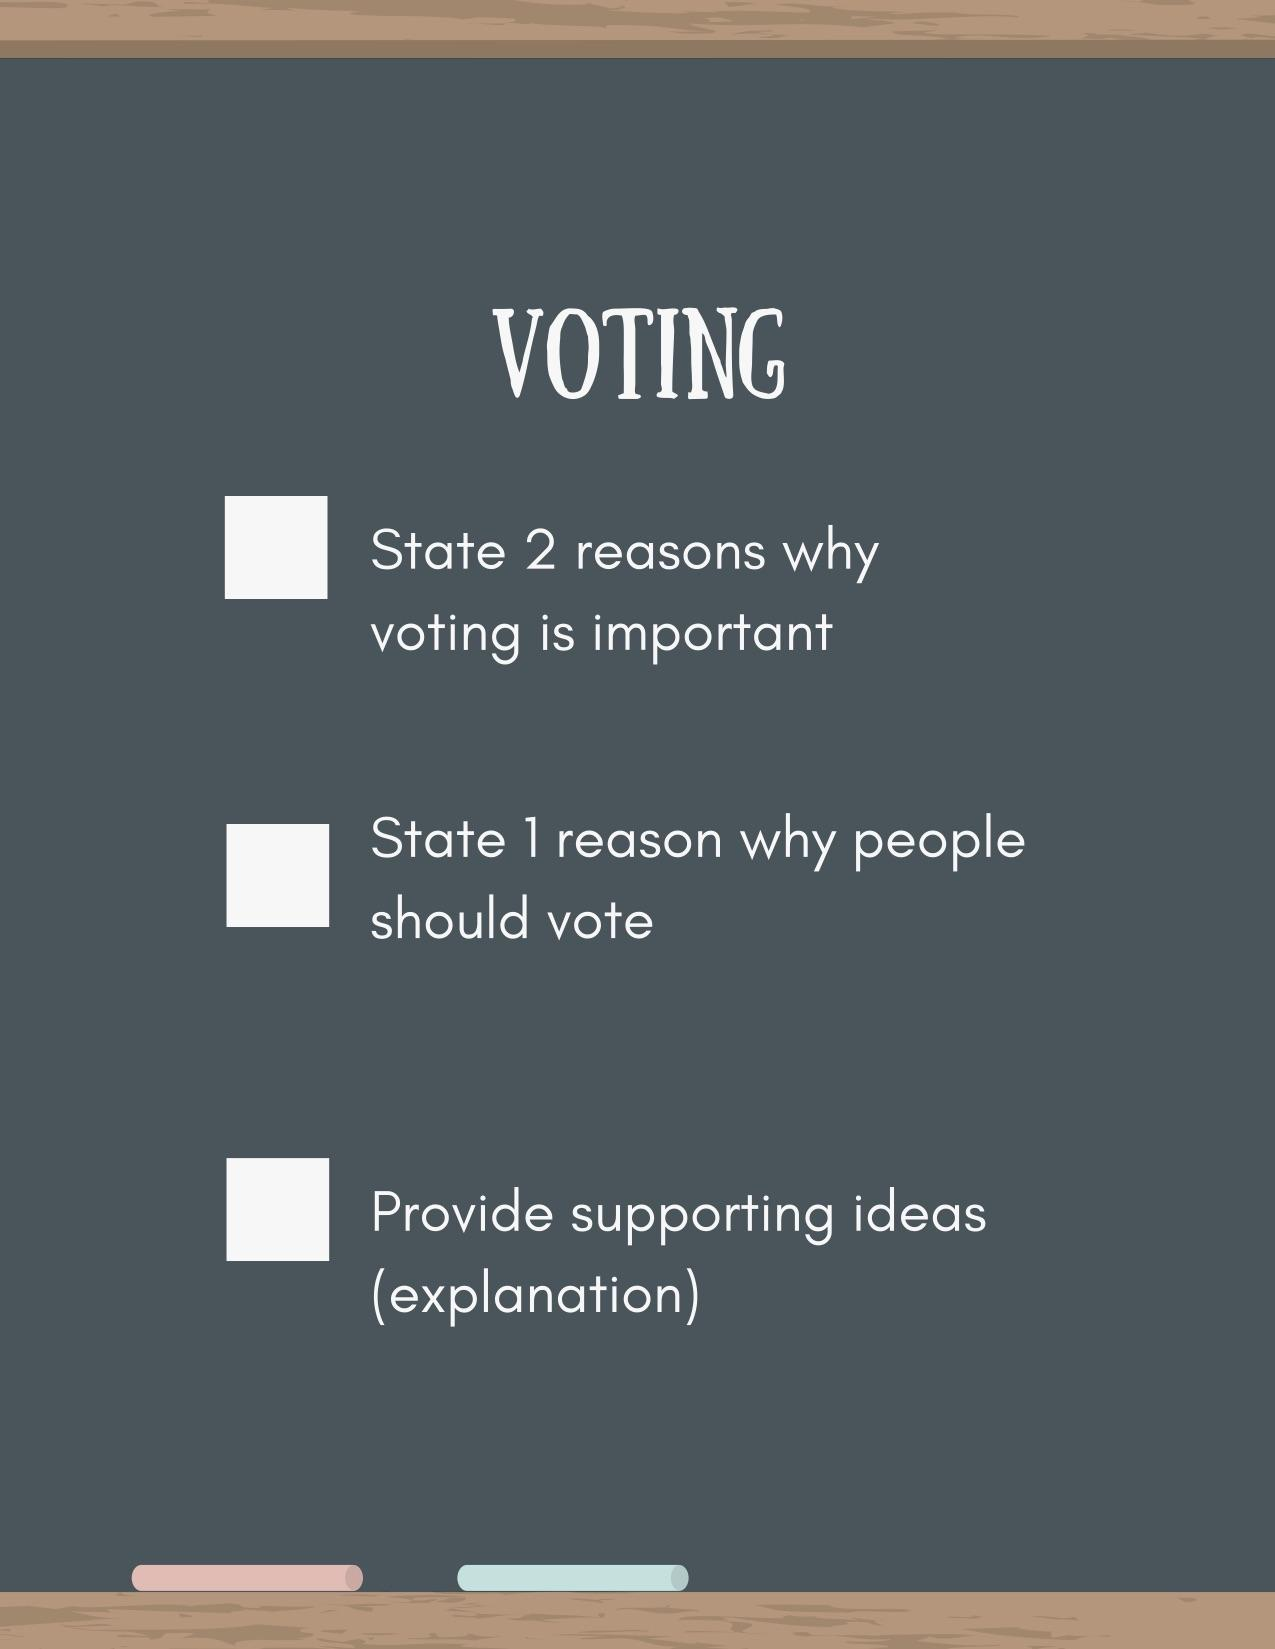 VOTING
State 2 reasons why
voting is important
State 1 reason why people
should vote
Provide supporting ideas
(explanation)